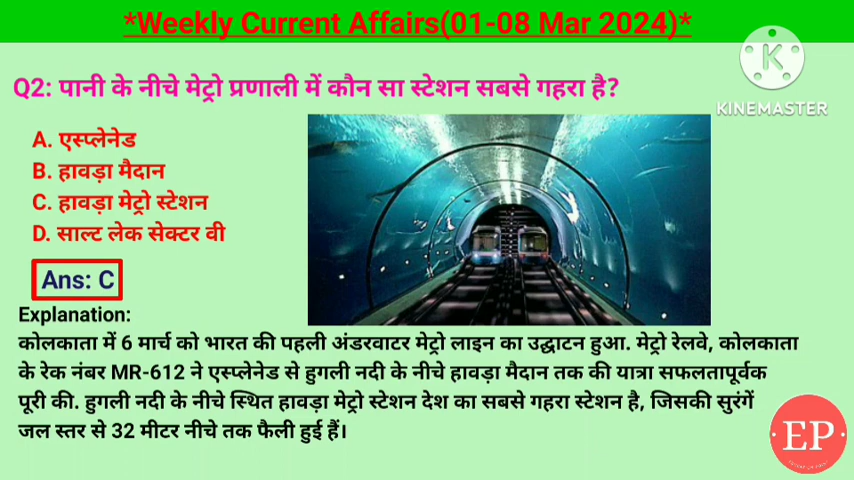 *Weekly Current Affairs(01-08 Mar 2024)*
Q2: पानी के नीचे मेट्रो प्रणाली में कौन सा स्टेशन सबसे गहरा है?
KINEMASTER
A. एस्प्लेनेड
B. हावड़ा मैदान
C. हावड़ा मेट्रो स्टेशन
D. साल्ट लेक सेक्टर वी
Ans: C
Explanation:
कोलकाता में 6 मार्च को भारत की पहली अंडरवाटर मेट्रो लाइन का उद्घाटन हुआ. मेट्रो रेलवे, कोलकाता
के रेक नंबर MR-612 ने एस्प्लेनेड से हुगली नदी के नीचे हावड़ा मैदान तक की यात्रा सफलतापूर्वक
पूरी की. हुगली नदी के नीचे स्थित हावड़ा मेट्रो स्टेशन देश का सबसे गहरा स्टेशन है, जिसकी सुरंगें
जल स्तर से 32 मीटर नीचे तक फैली हुई हैं।
EP